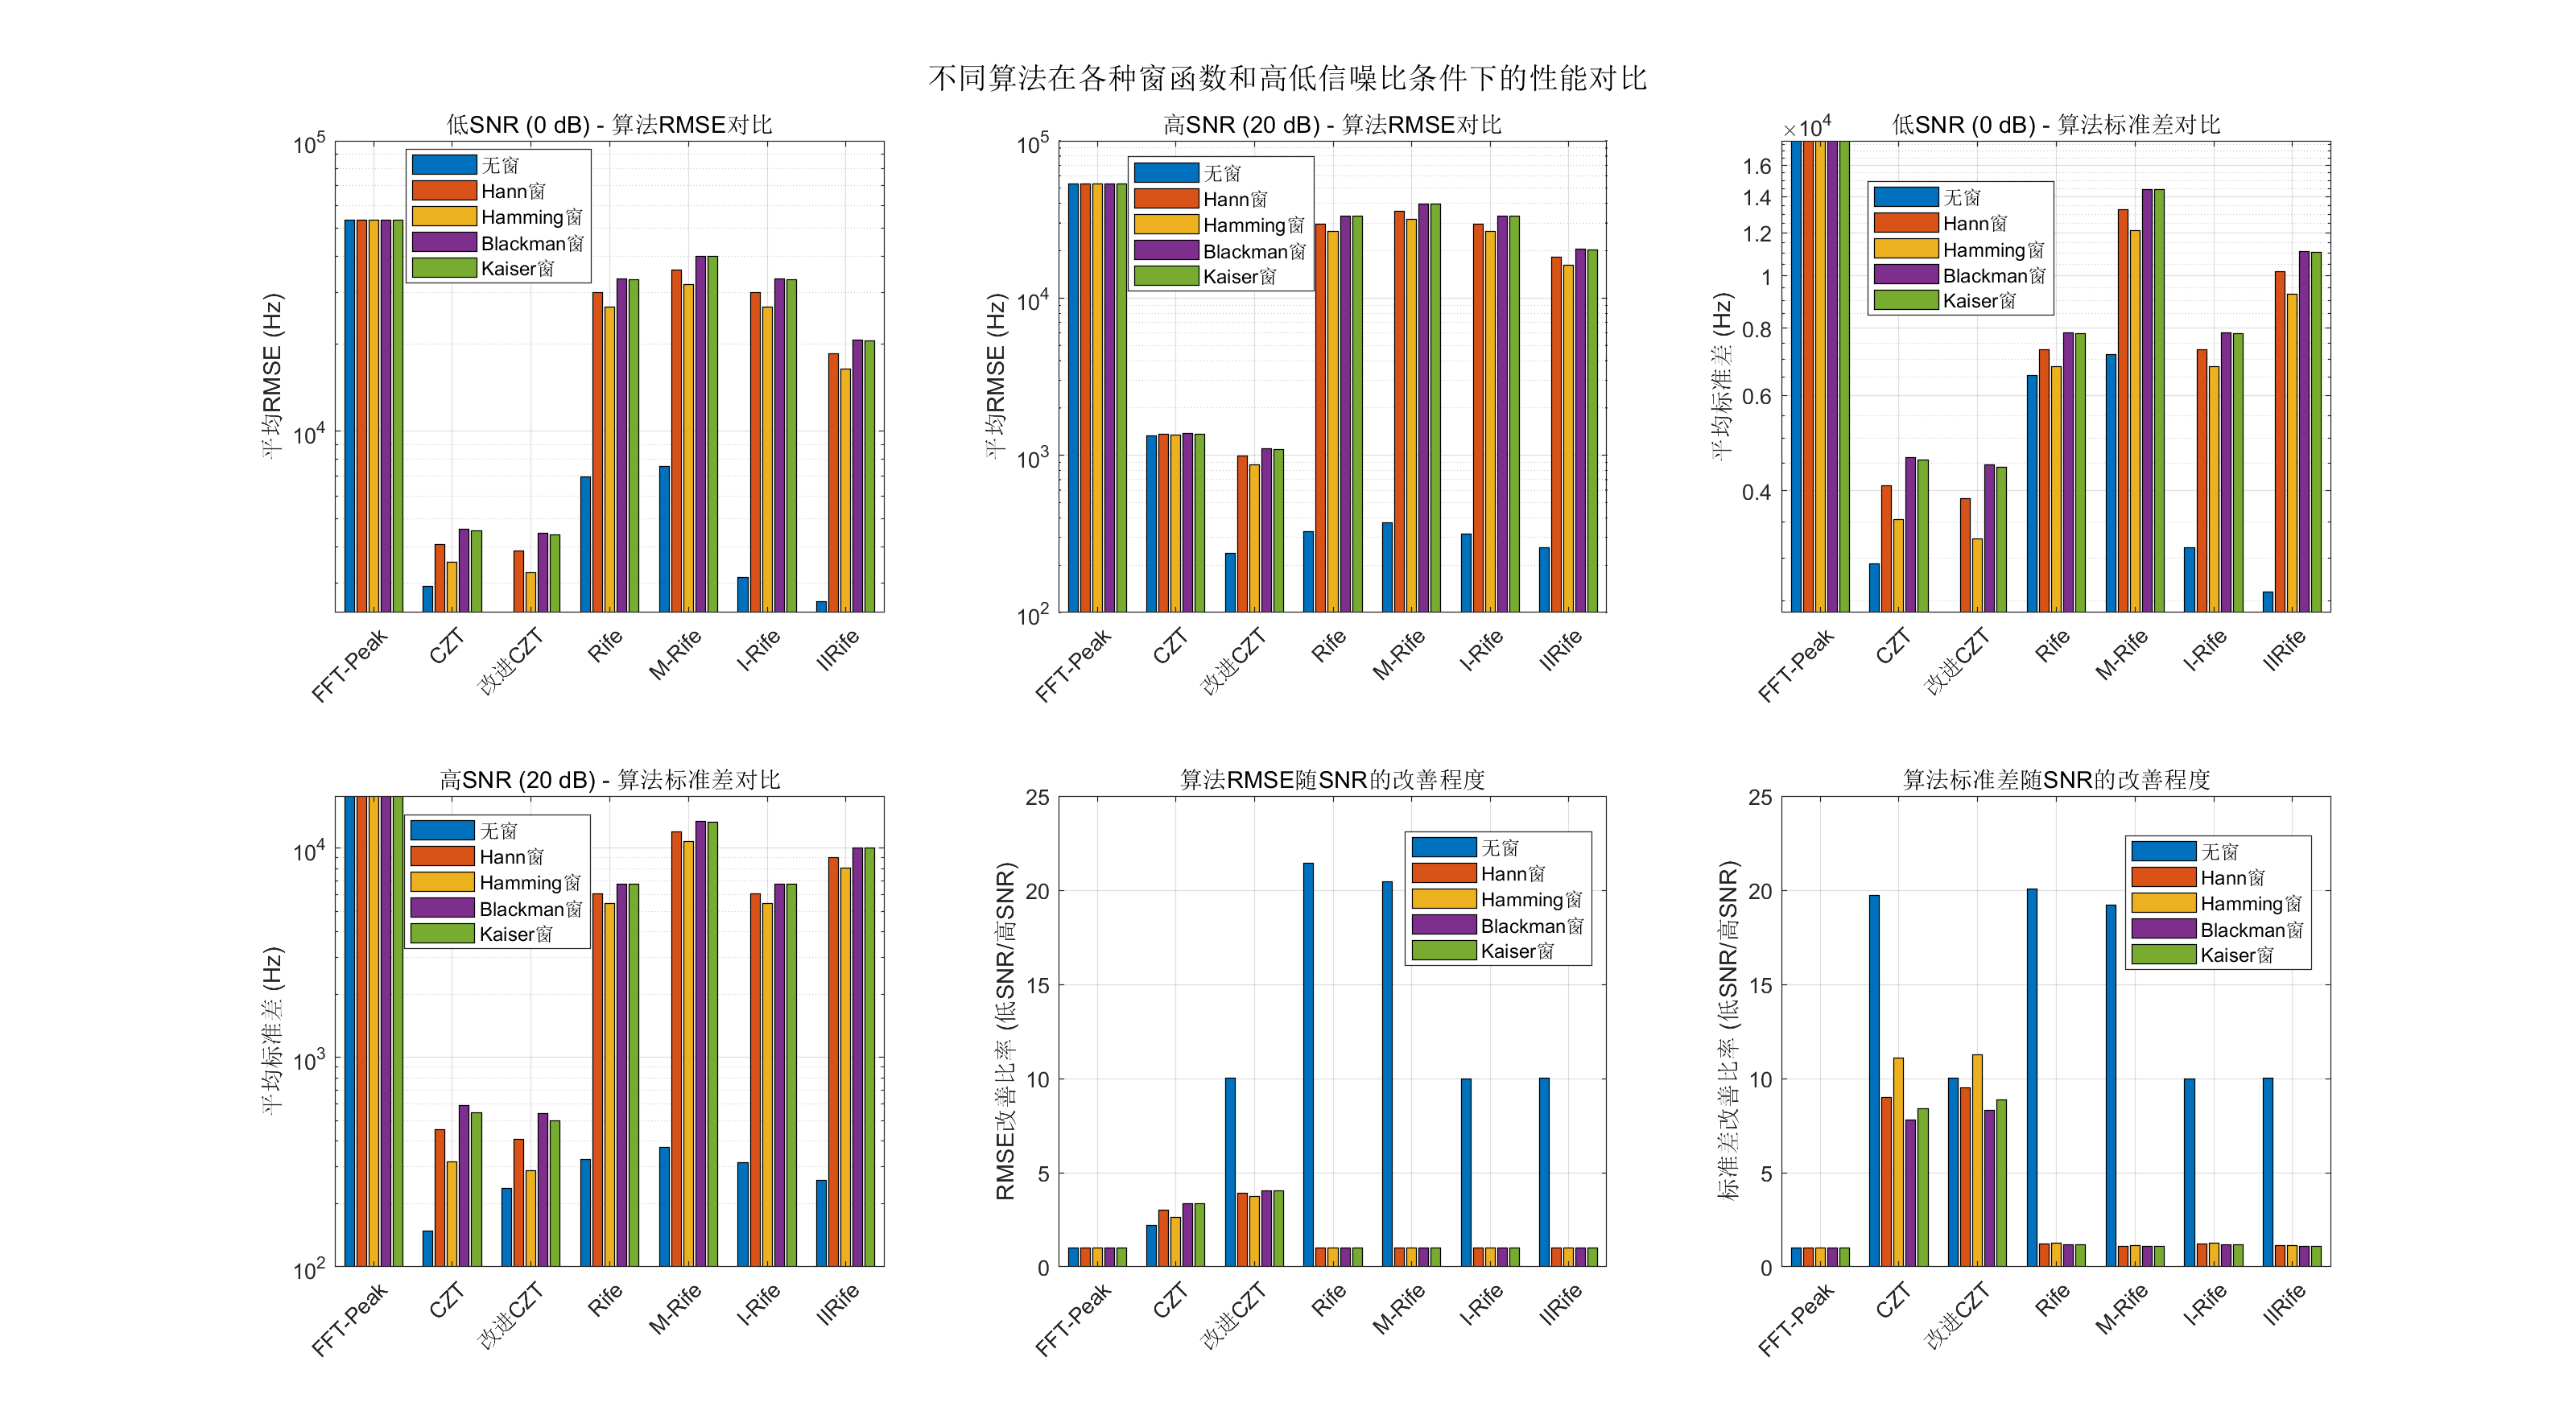 不同算法在各种窗函数和高低信噪比条件下的性能对比
低SNR (0 dB) - 算法RMSE对比
平均RMSE (Hz)
10^5
10^4
无窗
Hann窗
Hamming窗
Blackman窗
Kaiser窗
FFT-Peak
CZT
改进CZT
Rife
M-Rife
I-Rife
IIRife
高SNR (20 dB) - 算法RMSE对比
平均RMSE (Hz)
10^5
10^4
10^3
10^2
无窗
Hann窗
Hamming窗
Blackman窗
Kaiser窗
FFT-Peak
CZT
改进CZT
Rife
M-Rife
I-Rife
IIRife
低SNR (0 dB) - 算法标准差对比
平均标准差 (Hz)
×10^4
1.6
1.4
1.2
1
0.8
0.6
0.4
无窗
Hann窗
Hamming窗
Blackman窗
Kaiser窗
FFT-Peak
CZT
改进CZT
Rife
M-Rife
I-Rife
IIRife
高SNR (20 dB) - 算法标准差对比
平均标准差 (Hz)
10^4
10^3
10^2
无窗
Hann窗
Hamming窗
Blackman窗
Kaiser窗
FFT-Peak
CZT
改进CZT
Rife
M-Rife
I-Rife
IIRife
算法RMSE随SNR的改善程度
RMSE改善比率 (低SNR/高SNR)
25
20
15
10
5
0
无窗
Hann窗
Hamming窗
Blackman窗
Kaiser窗
FFT-Peak
CZT
改进CZT
Rife
M-Rife
I-Rife
IIRife
算法标准差随SNR的改善程度
标准差改善比率 (低SNR/高SNR)
25
20
15
10
5
0
无窗
Hann窗
Hamming窗
Blackman窗
Kaiser窗
FFT-Peak
CZT
改进CZT
Rife
M-Rife
I-Rife
IIRife